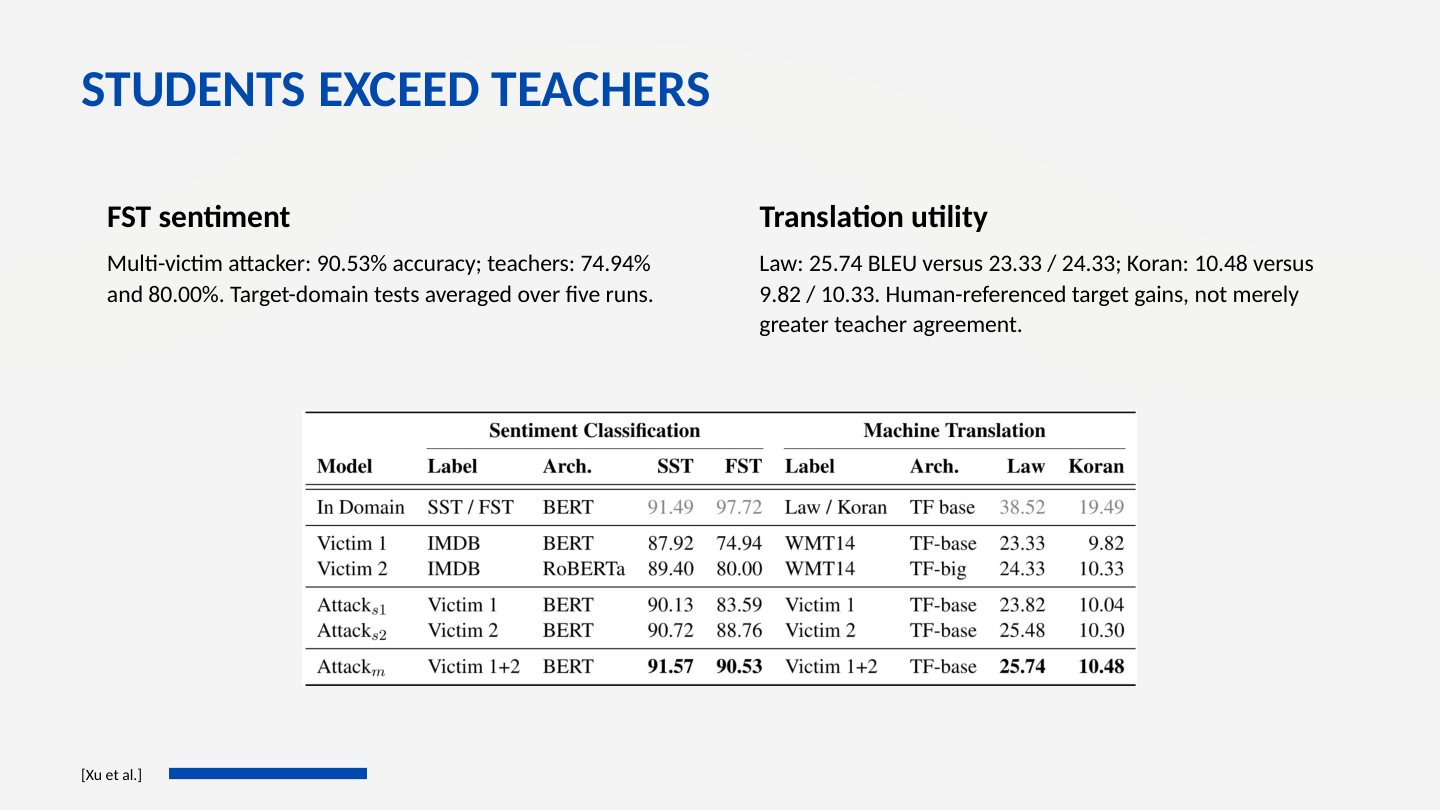 STUDENTS EXCEED TEACHERS
FST sentiment
Multi-victim attacker: 90.53% accuracy; teachers: 74.94%
and 80.00%. Target-domain tests averaged over five runs.
Translation utility
Law: 25.74 BLEU versus 23.33 / 24.33; Koran: 10.48 versus
9.82 / 10.33. Human-referenced target gains, not merely
greater teacher agreement.
Sentiment Classification Machine Translation
Model Label Arch. SST FST Label Arch. Law Koran
In Domain SST / FST BERT 91.49 97.72 Law / Koran TF base 38.52 19.49
Victim 1 IMDB BERT 87.92 74.94 WMT14 TF-base 23.33 9.82
Victim 2 IMDB RoBERTa 89.40 80.00 WMT14 TF-big 24.33 10.33
Attacks1 Victim 1 BERT 90.13 83.59 Victim 1 TF-base 23.82 10.04
Attacks2 Victim 2 BERT 90.72 88.76 Victim 2 TF-base 25.48 10.30
Attackm Victim 1+2 BERT 91.57 90.53 Victim 1+2 TF-base 25.74 10.48
[Xu et al.]